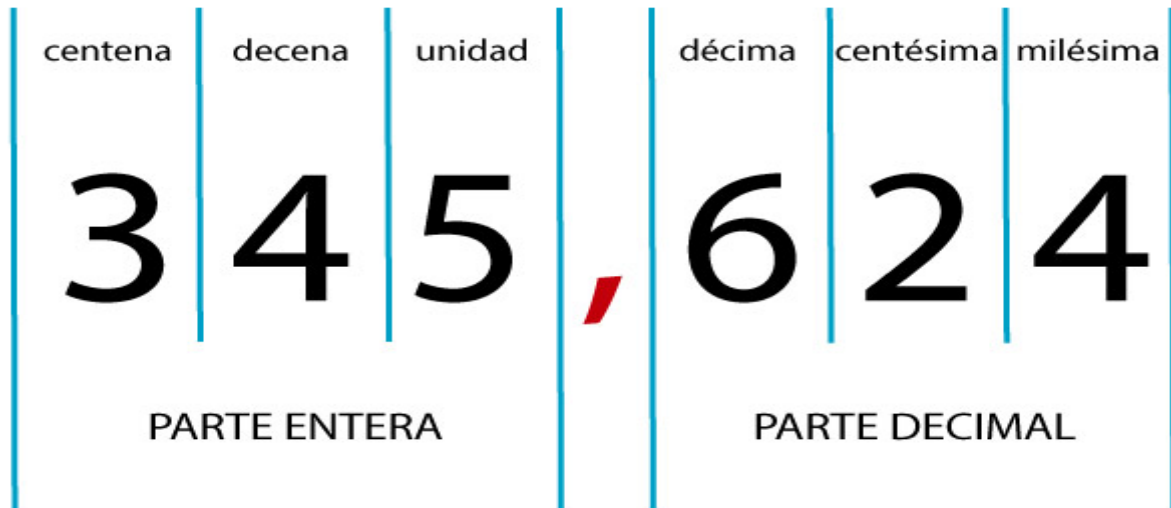 centena decena unidad décima centésima milésima
3 4 5 , 6 2 4
PARTE ENTERA PARTE DECIMAL